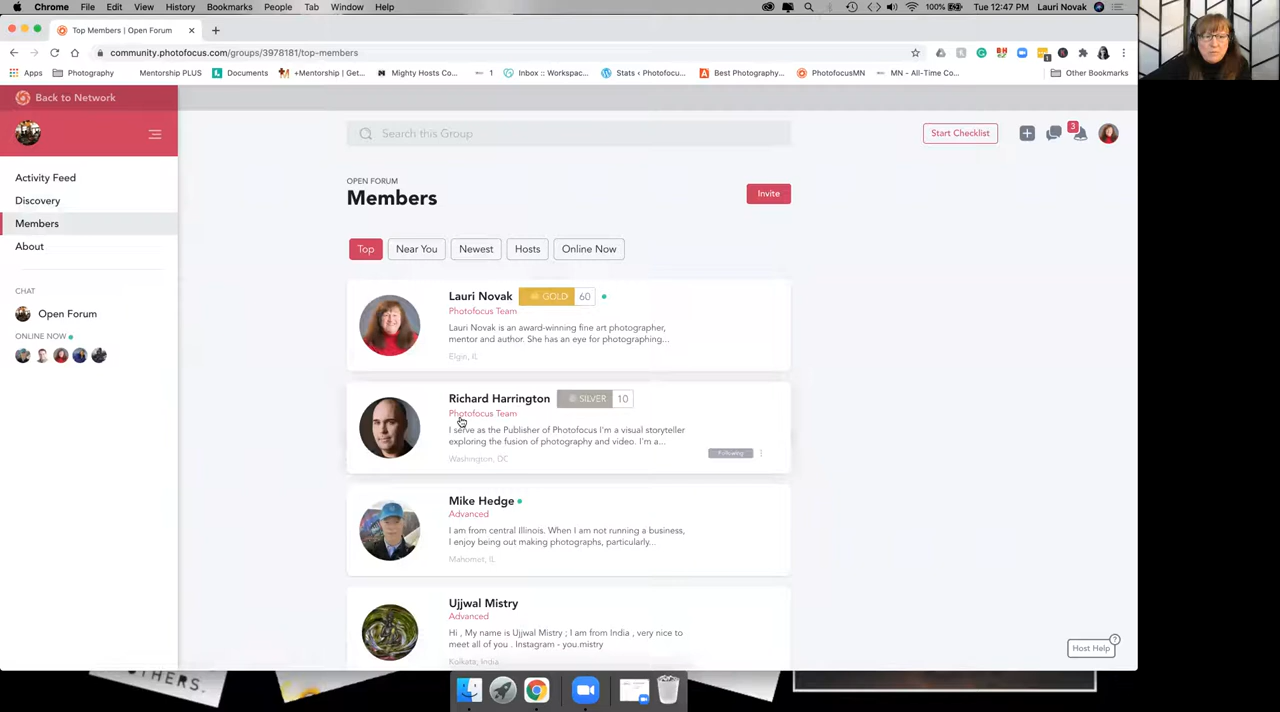 Chrome File Edit View History Bookmarks People Tab Window Help 100% Tue 12:47 PM Lauri Novak
Top Members | Open Forum
community.photofocus.com/groups/3978181/top-members
Apps Photography Mentorship PLUS Documents +Mentorship | Get... Mighty Hosts Co... 1 Inbox :: Workspac... Stats ‹ Photofocu... Best Photography... PhotofocusMN MN - All-Time Co... Other Bookmarks
Back to Network
Search this Group
Start Checklist
3
Activity Feed
Discovery
Members
About
CHAT
Open Forum
ONLINE NOW
OPEN FORUM
Members
Invite
Top Near You Newest Hosts Online Now
Lauri Novak GOLD 60
Photofocus Team
Lauri Novak is an award-winning fine art photographer,
mentor and author. She has an eye for photographing...
Elgin, IL
Richard Harrington SILVER 10
Photofocus Team
I serve as the Publisher of Photofocus I'm a visual storyteller
exploring the fusion of photography and video. I'm a...
Washington, DC
Following
Mike Hedge
Advanced
I am from central Illinois. When I am not running a business,
I enjoy being out making photographs, particularly...
Mahomet, IL
Ujjwal Mistry
Advanced
Hi , My name is Ujjwal Mistry ; I am from India , very nice to
meet all of you . Instagram - you.mistry
Kolkata, India
Host Help ?
OTHERS.